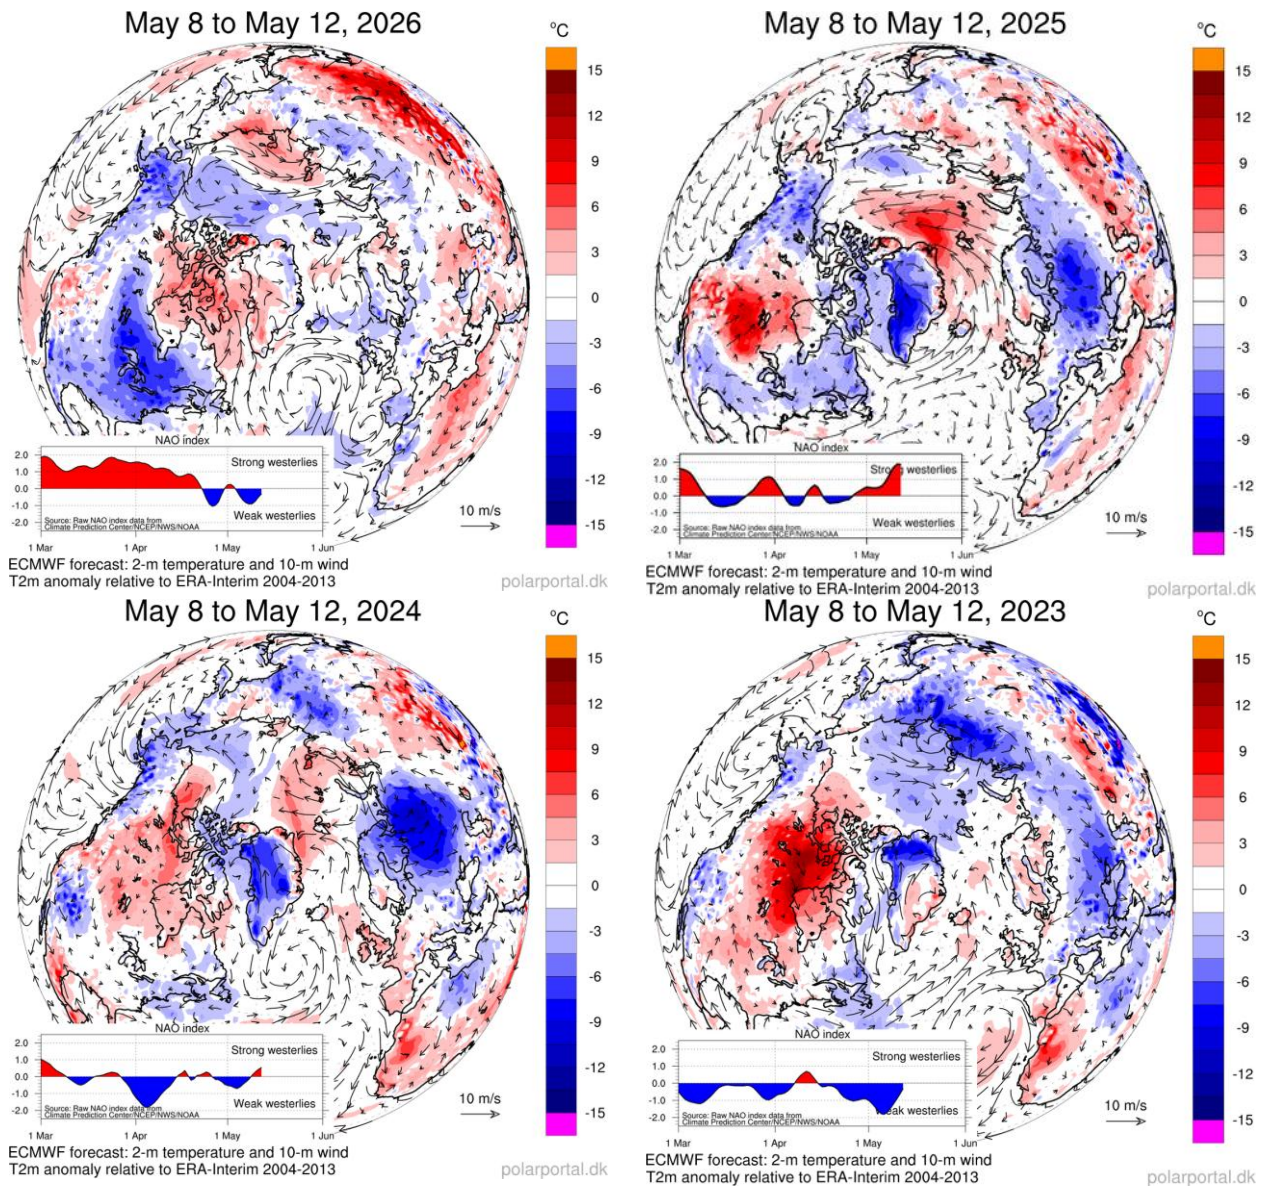 May 8 to May 12, 2026
°C
15
12
9
6
3
0
-3
-6
-9
-12
-15
NAO index
2.0
1.0
0.0
-1.0
-2.0
Strong westerlies
Weak westerlies
Source: Raw NAO index data from
Climate Prediction Center/NCEP/NWS/NOAA
1 Mar 1 Apr 1 May 1 Jun
10 m/s
ECMWF forecast: 2-m temperature and 10-m wind
T2m anomaly relative to ERA-Interim 2004-2013
polarportal.dk
May 8 to May 12, 2025
°C
15
12
9
6
3
0
-3
-6
-9
-12
-15
NAO index
2.0
1.0
0.0
-1.0
-2.0
Strong westerlies
Weak westerlies
Source: Raw NAO index data from
Climate Prediction Center/NCEP/NWS/NOAA
1 Mar 1 Apr 1 May 1 Jun
10 m/s
ECMWF forecast: 2-m temperature and 10-m wind
T2m anomaly relative to ERA-Interim 2004-2013
polarportal.dk
May 8 to May 12, 2024
°C
15
12
9
6
3
0
-3
-6
-9
-12
-15
NAO index
2.0
1.0
0.0
-1.0
-2.0
Strong westerlies
Weak westerlies
Source: Raw NAO index data from
Climate Prediction Center/NCEP/NWS/NOAA
1 Mar 1 Apr 1 May 1 Jun
10 m/s
ECMWF forecast: 2-m temperature and 10-m wind
T2m anomaly relative to ERA-Interim 2004-2013
polarportal.dk
May 8 to May 12, 2023
°C
15
12
9
6
3
0
-3
-6
-9
-12
-15
NAO index
2.0
1.0
0.0
-1.0
-2.0
Strong westerlies
Weak westerlies
Source: Raw NAO index data from
Climate Prediction Center/NCEP/NWS/NOAA
1 Mar 1 Apr 1 May 1 Jun
10 m/s
ECMWF forecast: 2-m temperature and 10-m wind
T2m anomaly relative to ERA-Interim 2004-2013
polarportal.dk